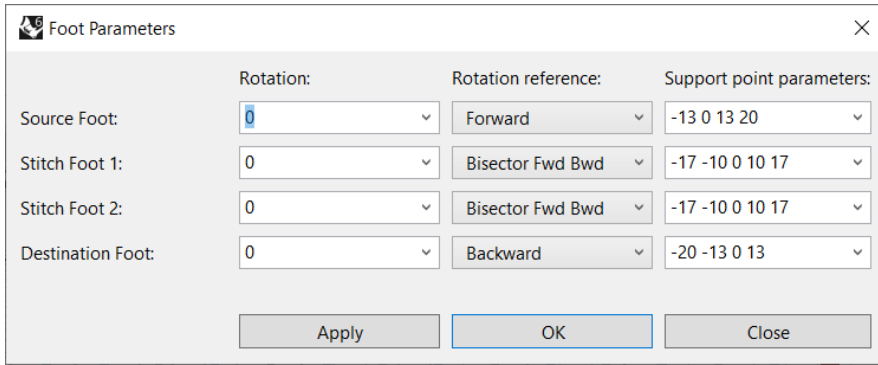 6
Foot Parameters
Rotation: Rotation reference: Support point parameters:
Source Foot: 0 Forward -13 0 13 20
Stitch Foot 1: 0 Bisector Fwd Bwd -17 -10 0 10 17
Stitch Foot 2: 0 Bisector Fwd Bwd -17 -10 0 10 17
Destination Foot: 0 Backward -20 -13 0 13
Apply OK Close